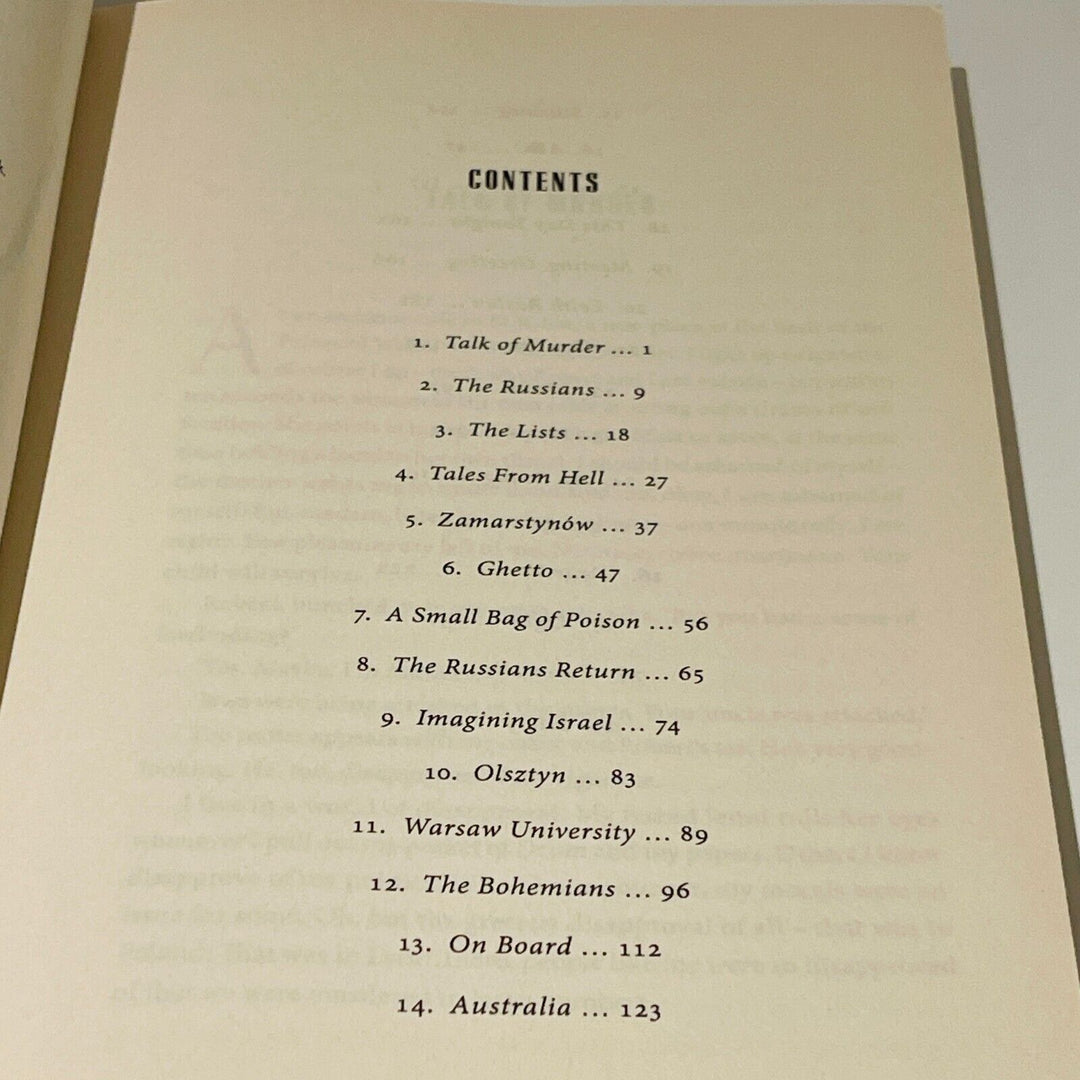 CONTENTS
1. Talk of Murder ... 1
2. The Russians ... 9
3. The Lists ... 18
4. Tales From Hell ... 27
5. Zamarstynów ... 37
6. Ghetto ... 47
7. A Small Bag of Poison ... 56
8. The Russians Return ... 65
9. Imagining Israel ... 74
10. Olsztyn ... 83
11. Warsaw University ... 89
12. The Bohemians ... 96
13. On Board ... 112
14. Australia ... 123